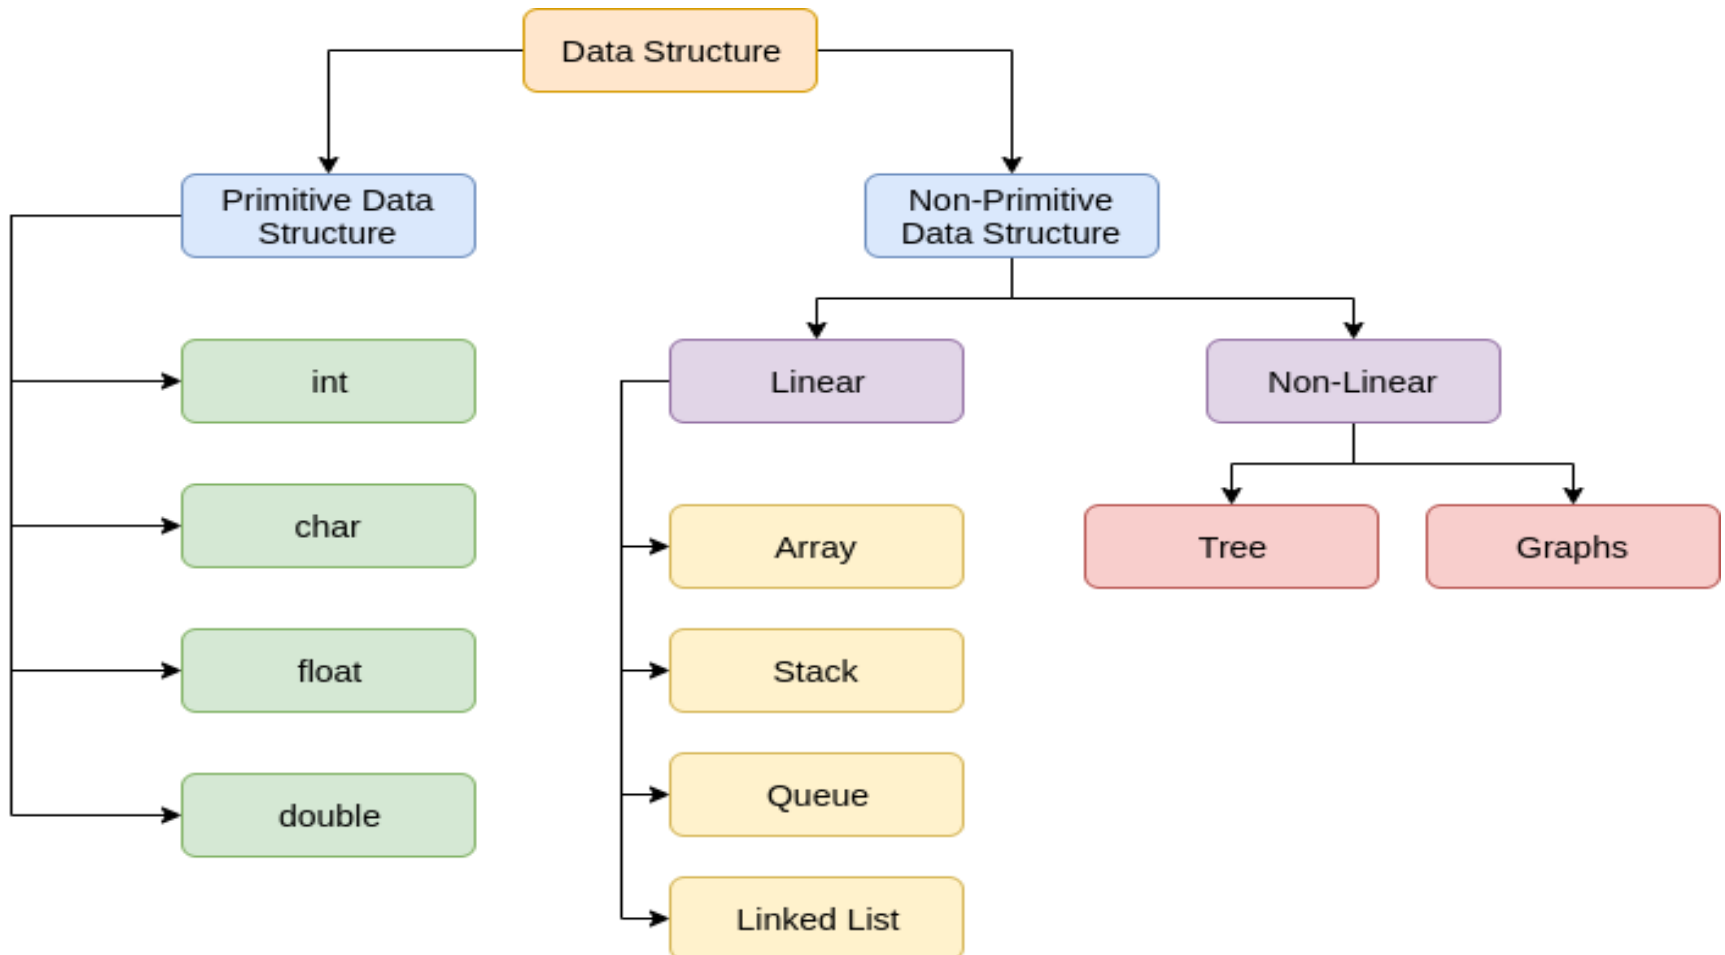 Data Structure
Primitive Data
Structure
Non-Primitive
Data Structure
int
Linear
Non-Linear
char
Array
Tree
Graphs
float
Stack
double
Queue
Linked List